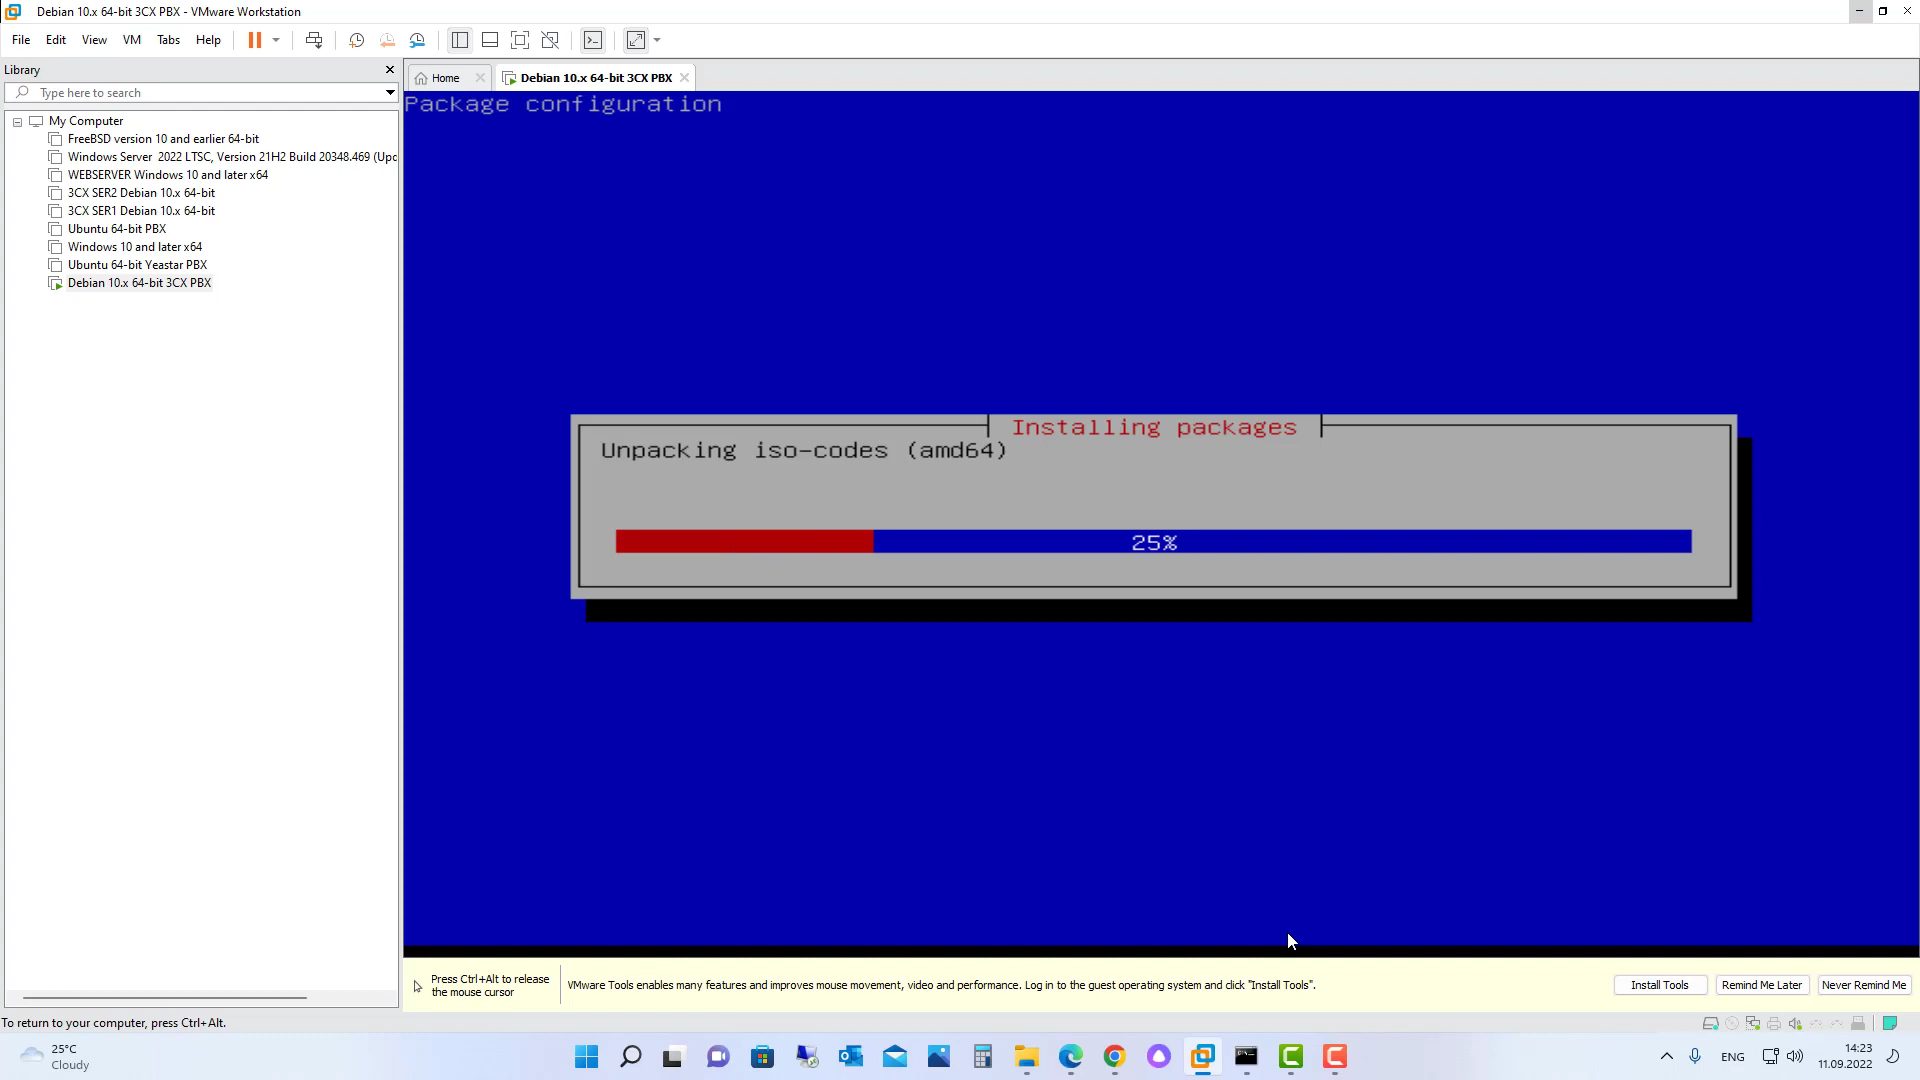 Debian 10.x 64-bit 3CX PBX - VMware Workstation
File Edit View VM Tabs Help
Library
Home
Debian 10.x 64-bit 3CX PBX
Type here to search
Package configuration
My Computer
FreeBSD version 10 and earlier 64-bit
Windows Server 2022 LTSC, Version 21H2 Build 20348.469 (Upc
WEBSERVER Windows 10 and later x64
3CX SER2 Debian 10.x 64-bit
3CX SER1 Debian 10.x 64-bit
Ubuntu 64-bit PBX
Windows 10 and later x64
Ubuntu 64-bit Yeastar PBX
Debian 10.x 64-bit 3CX PBX
Installing packages
Unpacking iso-codes (amd64)
25%
Press Ctrl+Alt to release
the mouse cursor
VMware Tools enables many features and improves mouse movement, video and performance. Log in to the guest operating system and click "Install Tools".
Install Tools
Remind Me Later
Never Remind Me
To return to your computer, press Ctrl+Alt.
25°C
Cloudy
ENG
14:23
11.09.2022